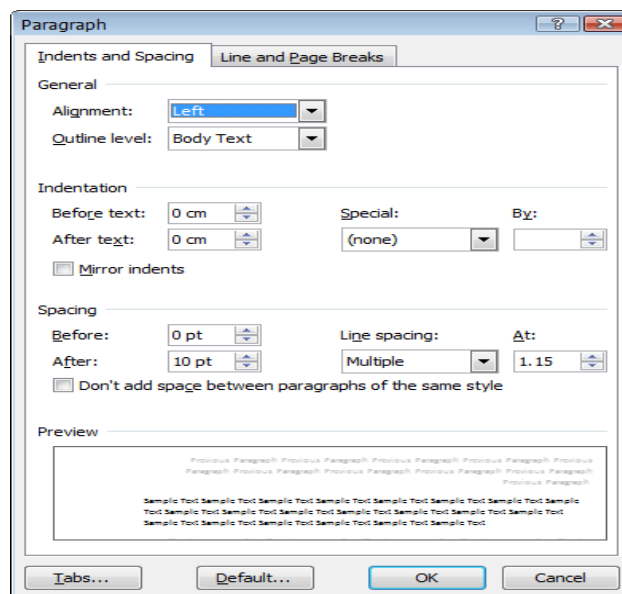 Paragraph
Indents and Spacing Line and Page Breaks
General
Alignment: Left
Outline level: Body Text
Indentation
Before text: 0 cm Special: By:
After text: 0 cm (none)
Mirror indents
Spacing
Before: 0 pt Line spacing: At:
After: 10 pt Multiple 1.15
Don't add space between paragraphs of the same style
Preview
Previous Paragraph Previous Paragraph Previous Paragraph Previous Paragraph Previous
Paragraph Previous Paragraph Previous Paragraph Previous Paragraph Previous Paragraph
Previous Paragraph
Sample Text Sample Text Sample Text Sample Text Sample Text Sample Text Sample
Text Sample Text Sample Text Sample Text Sample Text Sample Text Sample Text
Sample Text Sample Text Sample Text Sample Text Sample Text Sample Text
Tabs... Default... OK Cancel